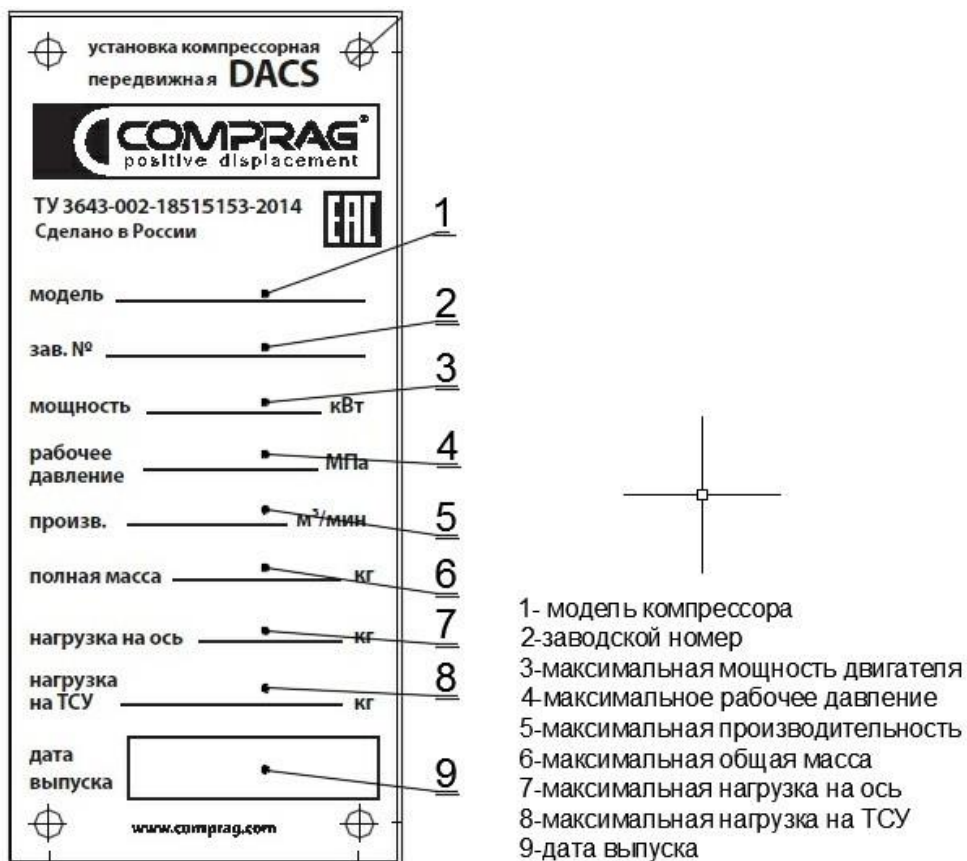 установка компрессорная
передвижная DACS
COMPRAG®
positive displacement
ТУ 3643-002-18515153-2014
Сделано в России
EAC
1
модель
2
зав. №
3
мощность кВт
4
рабочее
давление МПа
5
произв. м³/мин
6
полная масса кг
7
нагрузка на ось кг
8
нагрузка
на ТСУ кг
9
дата
выпуска
www.comprag.com
1- модель компрессора
2-заводской номер
3-максимальная мощность двигателя
4-максимальное рабочее давление
5-максимальная производительность
6-максимальная общая масса
7-максимальная нагрузка на ось
8-максимальная нагрузка на ТСУ
9-дата выпуска